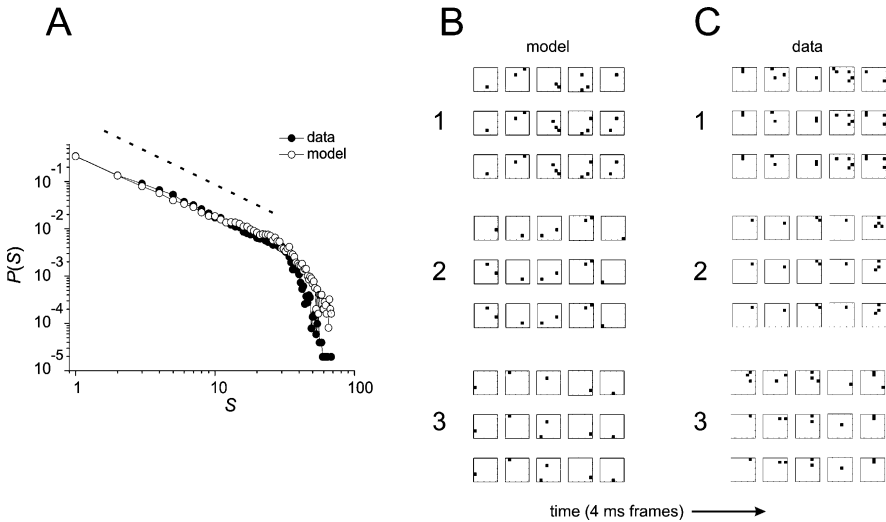 A
B
C
model
data
data
model
P(S)
10-1
10-2
10-3
10-4
10-5
1
10
100
S
1
2
3
1
2
3
time (4 ms frames)